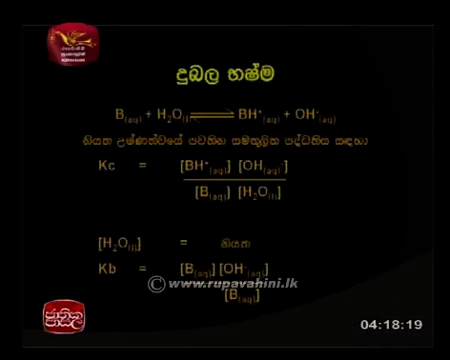 දුබල භෂ්ම
B(aq) + H2O(l) ⇌ BH+(aq) + OH-(aq)
නියත උෂ්ණත්වයේ පවතින සමතුලිත පද්ධතිය සඳහා
Kc = [BH+(aq)] [OH(aq)-]
[B(aq)] [H2O(l)]
[H2O(l)] = නියත
Kb = [B(aq)] [OH-(aq)]
[B(aq)]
© www.rupavahini.lk
ජාතික
පාසල
04:18:19